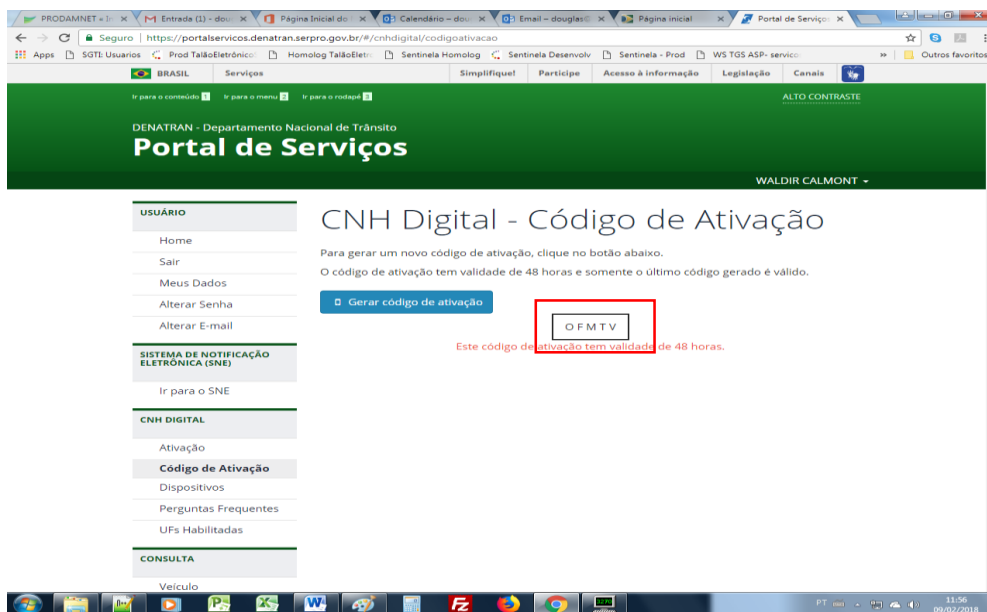 PRODAMNET « In
Entrada (1) - dou
Página Inicial do
Calendário – dou
Email – douglas@
Página inicial
Portal de Serviços
Seguro | https://portalservicos.denatran.serpro.gov.br/#/cnhdigital/codigoativacao
Apps SGTI: Usuarios Prod TalãoEletrônico: Homolog TalãoEletr Sentinela Homolog Sentinela Desenvolv Sentinela - Prod WS TGS ASP- servico » Outros favoritos
BRASIL Serviços Simplifique! Participe Acesso à informação Legislação Canais
Ir para o conteúdo 1 Ir para o menu 2 Ir para o rodapé 3 ALTO CONTRASTE
DENATRAN - Departamento Nacional de Trânsito
Portal de Serviços
WALDIR CALMONT
USUÁRIO
Home
Sair
Meus Dados
Alterar Senha
Alterar E-mail
SISTEMA DE NOTIFICAÇÃO
ELETRÔNICA (SNE)
Ir para o SNE
CNH DIGITAL
Ativação
Código de Ativação
Dispositivos
Perguntas Frequentes
UFs Habilitadas
CONSULTA
Veículo
CNH Digital - Código de Ativação
Para gerar um novo código de ativação, clique no botão abaixo.
O código de ativação tem validade de 48 horas e somente o último código gerado é válido.
Gerar código de ativação
O F M T V
Este código de ativação tem validade de 48 horas.
PT 11:56
09/02/2018